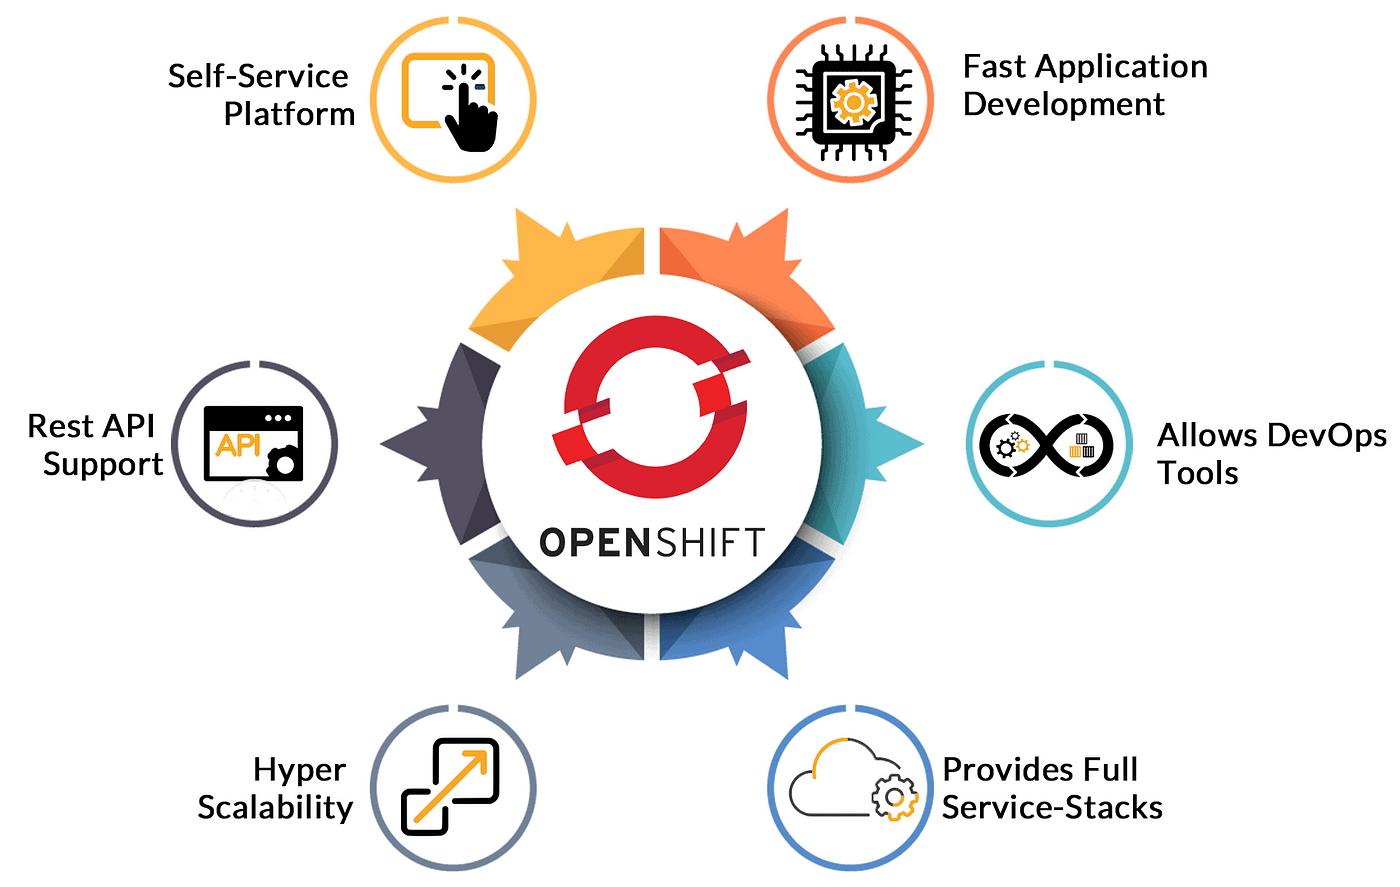 Self-Service
Platform
Fast Application
Development
Rest API
Support
API
OPENSHIFT
Allows DevOps
Tools
Hyper
Scalability
Provides Full
Service-Stacks